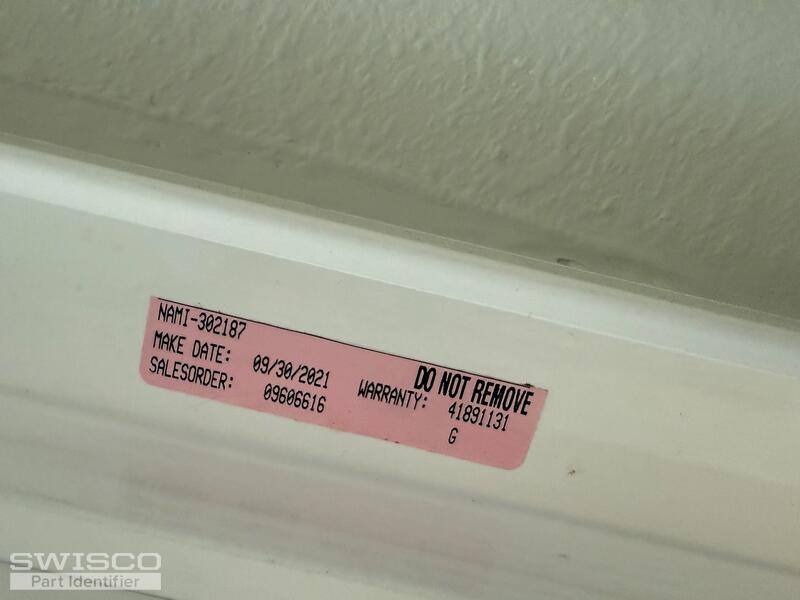 NAMI-302187
DO NOT REMOVE
MAKE DATE: 09/30/2021 WARRANTY: 41891131
SALESORDER: 09606616 G
SWISCO
Part Identifier